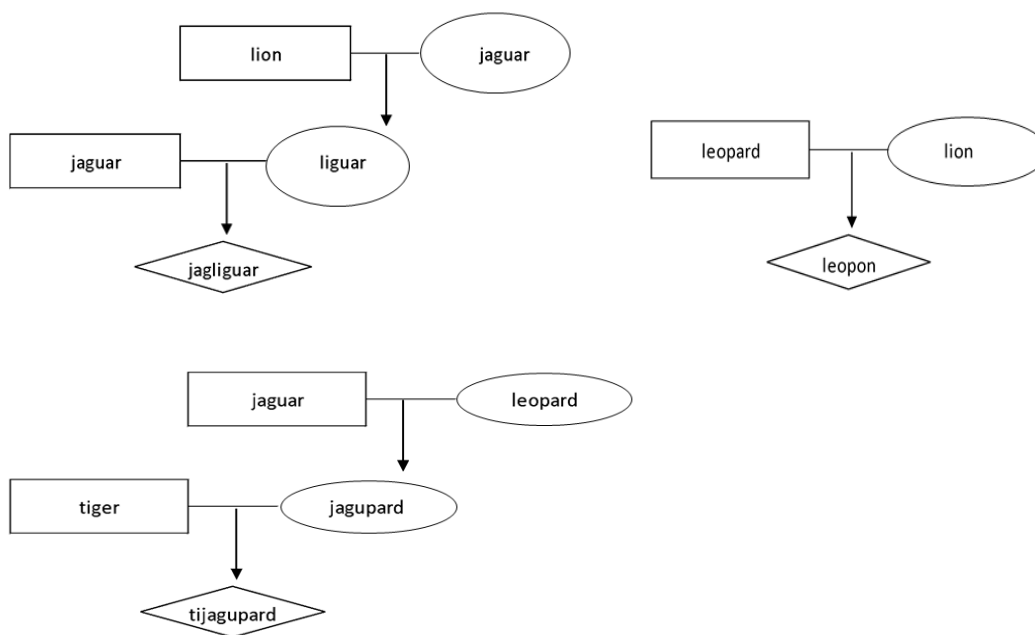 lion
jaguar
jaguar
liguar
jagliguar
leopard
lion
leopon
jaguar
leopard
tiger
jagupard
tijagupard